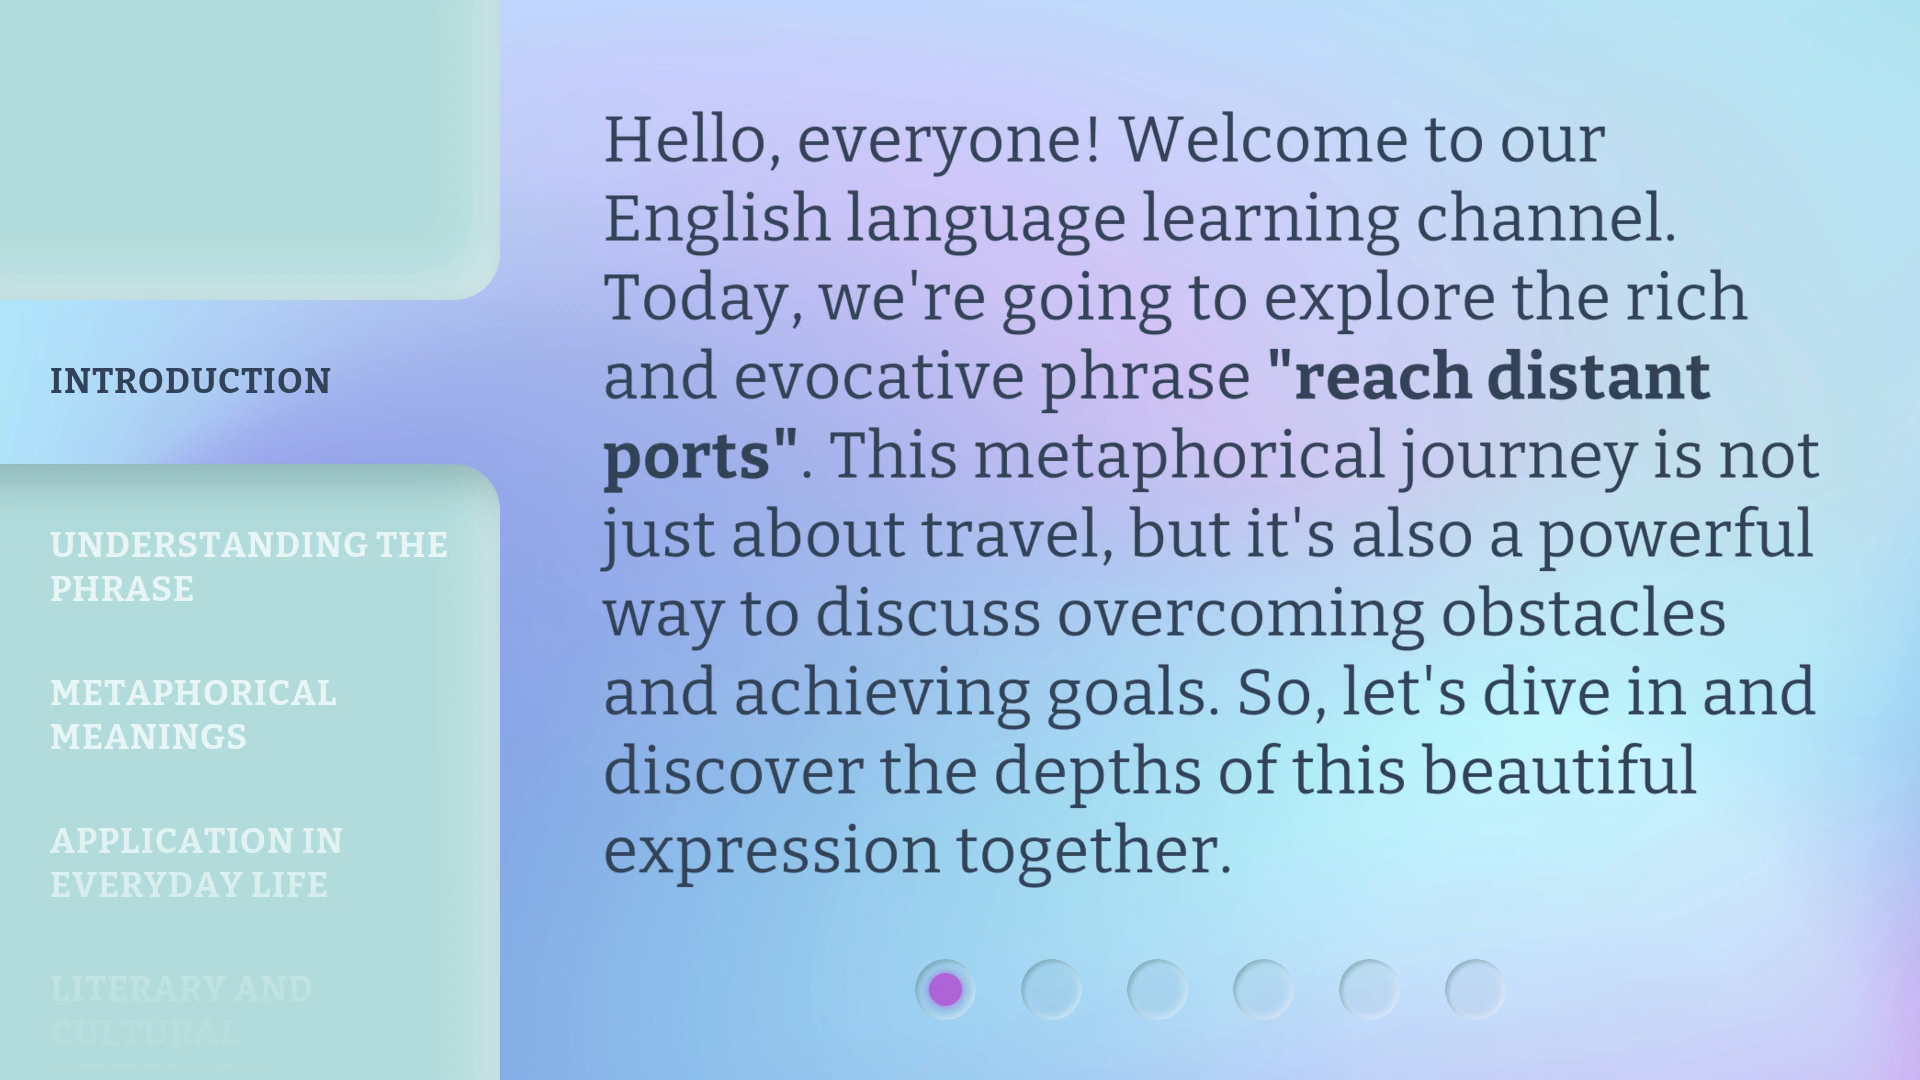 INTRODUCTION
UNDERSTANDING THE
PHRASE
METAPHORICAL
MEANINGS
APPLICATION IN
EVERYDAY LIFE
LITERARY AND
CULTURAL
Hello, everyone! Welcome to our
English language learning channel.
Today, we're going to explore the rich
and evocative phrase "reach distant
ports". This metaphorical journey is not
just about travel, but it's also a powerful
way to discuss overcoming obstacles
and achieving goals. So, let's dive in and
discover the depths of this beautiful
expression together.